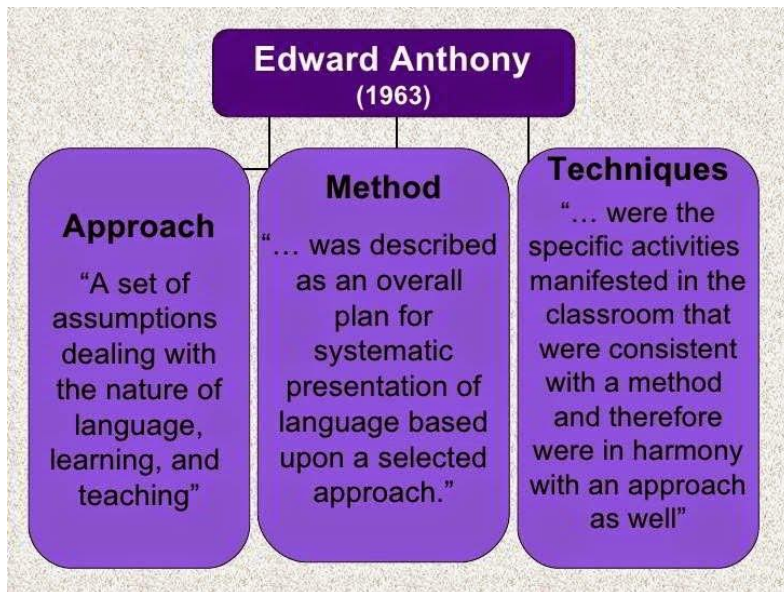 Edward Anthony
(1963)
Approach
“A set of
assumptions
dealing with
the nature of
language,
learning, and
teaching”
Method
“… was described
as an overall
plan for
systematic
presentation of
language based
upon a selected
approach.”
Techniques
“… were the
specific activities
manifested in the
classroom that
were consistent
with a method
and therefore
were in harmony
with an approach
as well”